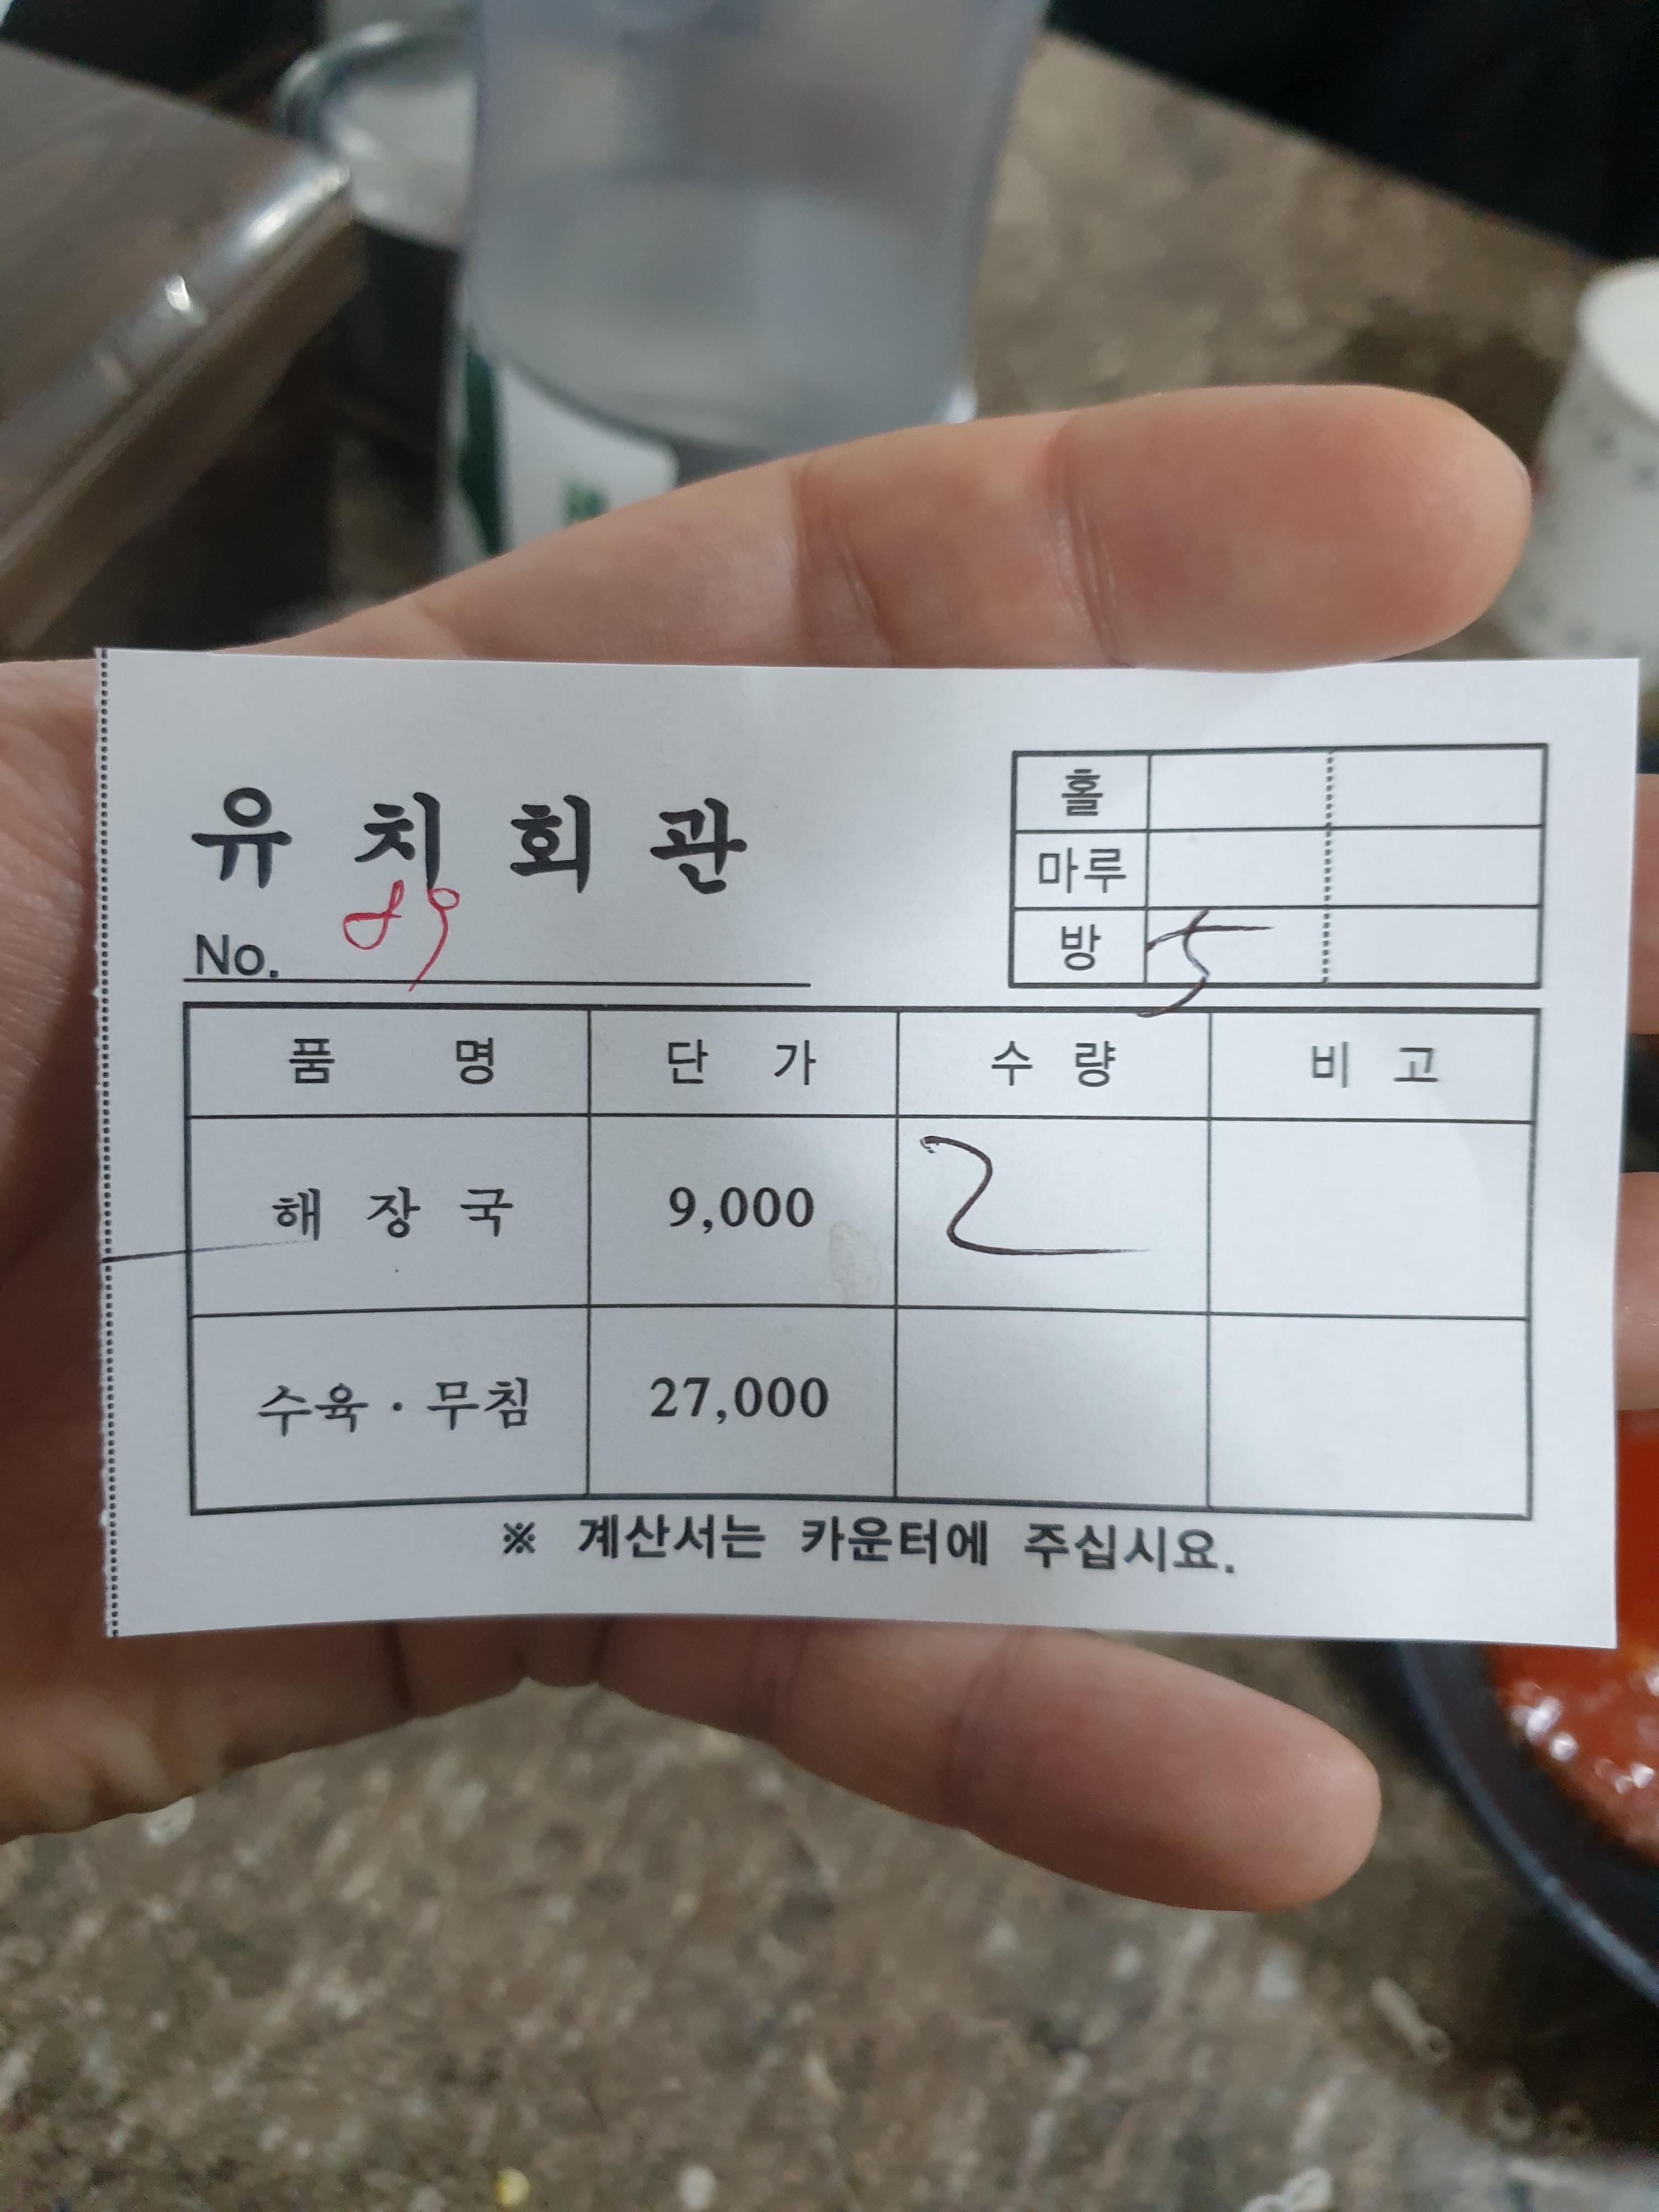 유치회관
No. 89
홀
마루
방 5
품명 단가 수량 비고
해장국 9,000 2
수육·무침 27,000
※ 계산서는 카운터에 주십시요.